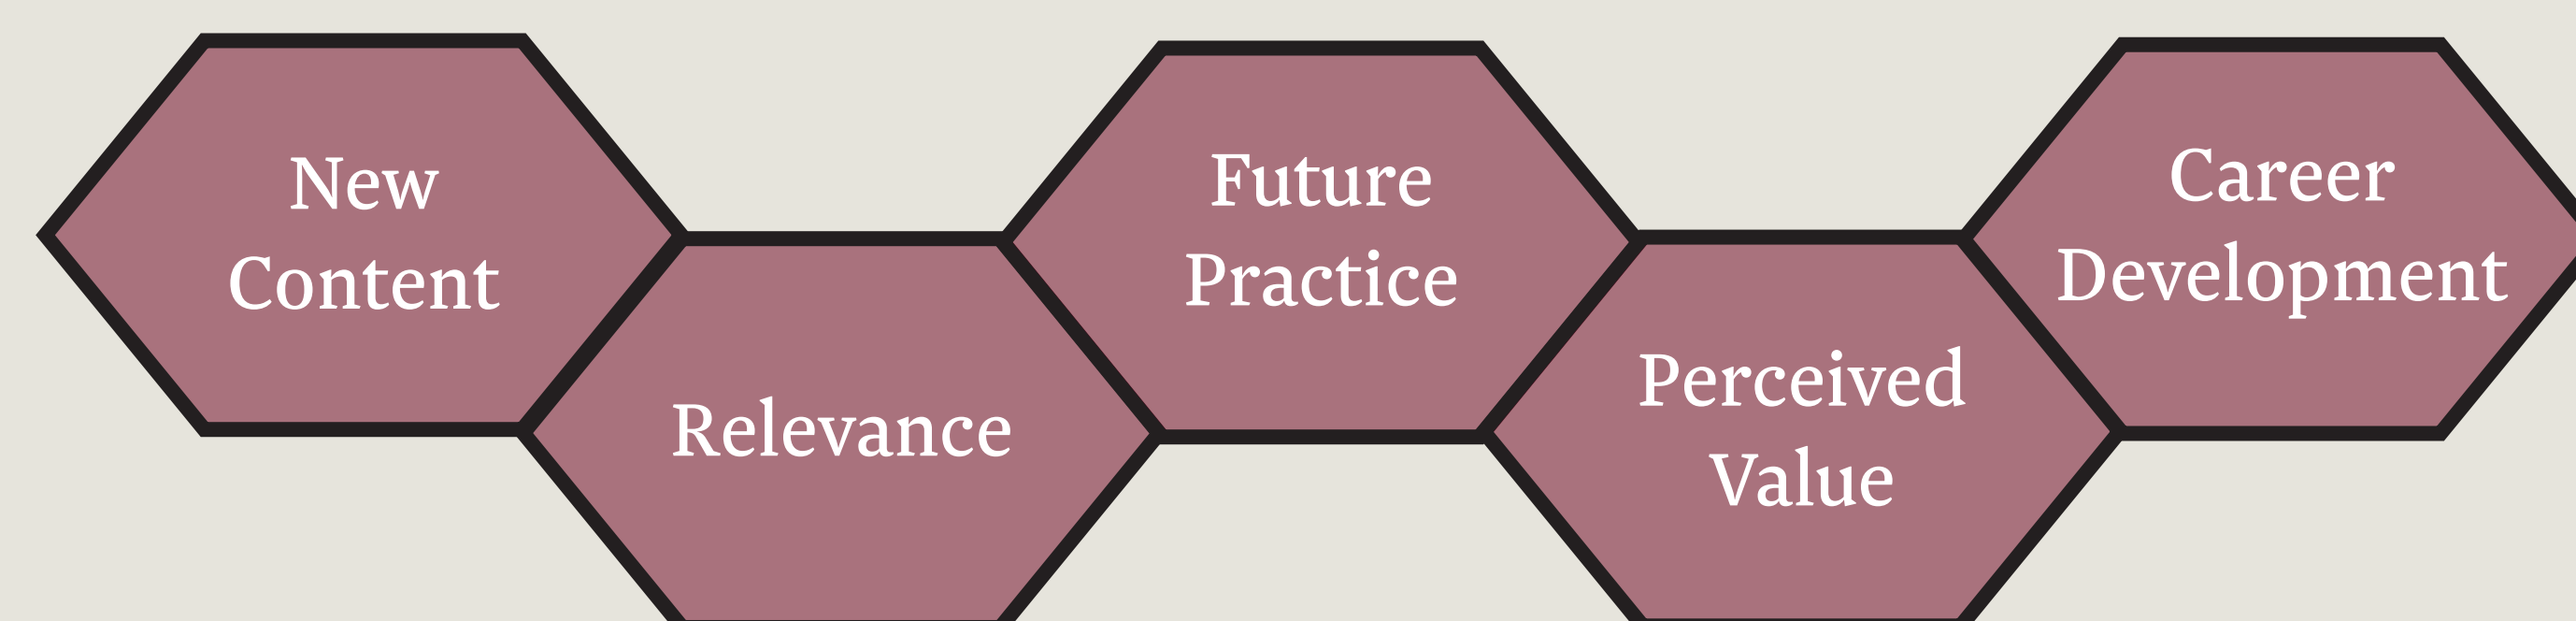 New
Content
Relevance
Future
Practice
Perceived
Value
Career
Development